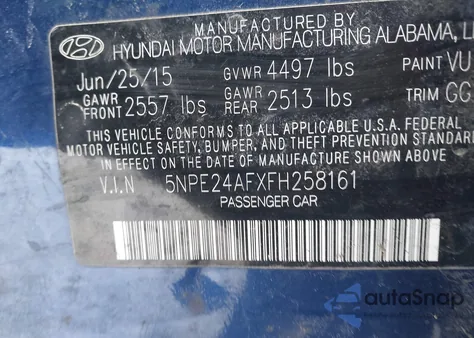 MANUFACTURED BY
HYUNDAI MOTOR MANUFACTURING ALABAMA,
Jun/25/15 GVWR 4497 lbs PAINT VU
GAWR FRONT 2557 lbs GAWR REAR 2513 lbs TRIM GG
THIS VEHICLE CONFORMS TO ALL APPLICABLE U.S.A. FEDERAL
MOTOR VEHICLE SAFETY, BUMPER, AND THEFT PREVENTION STANDARD
IN EFFECT ON THE DATE OF MANUFACTURE SHOWN ABOVE.
V.I.N 5NPE24AFXFH258161
PASSENGER CAR
autoSnap